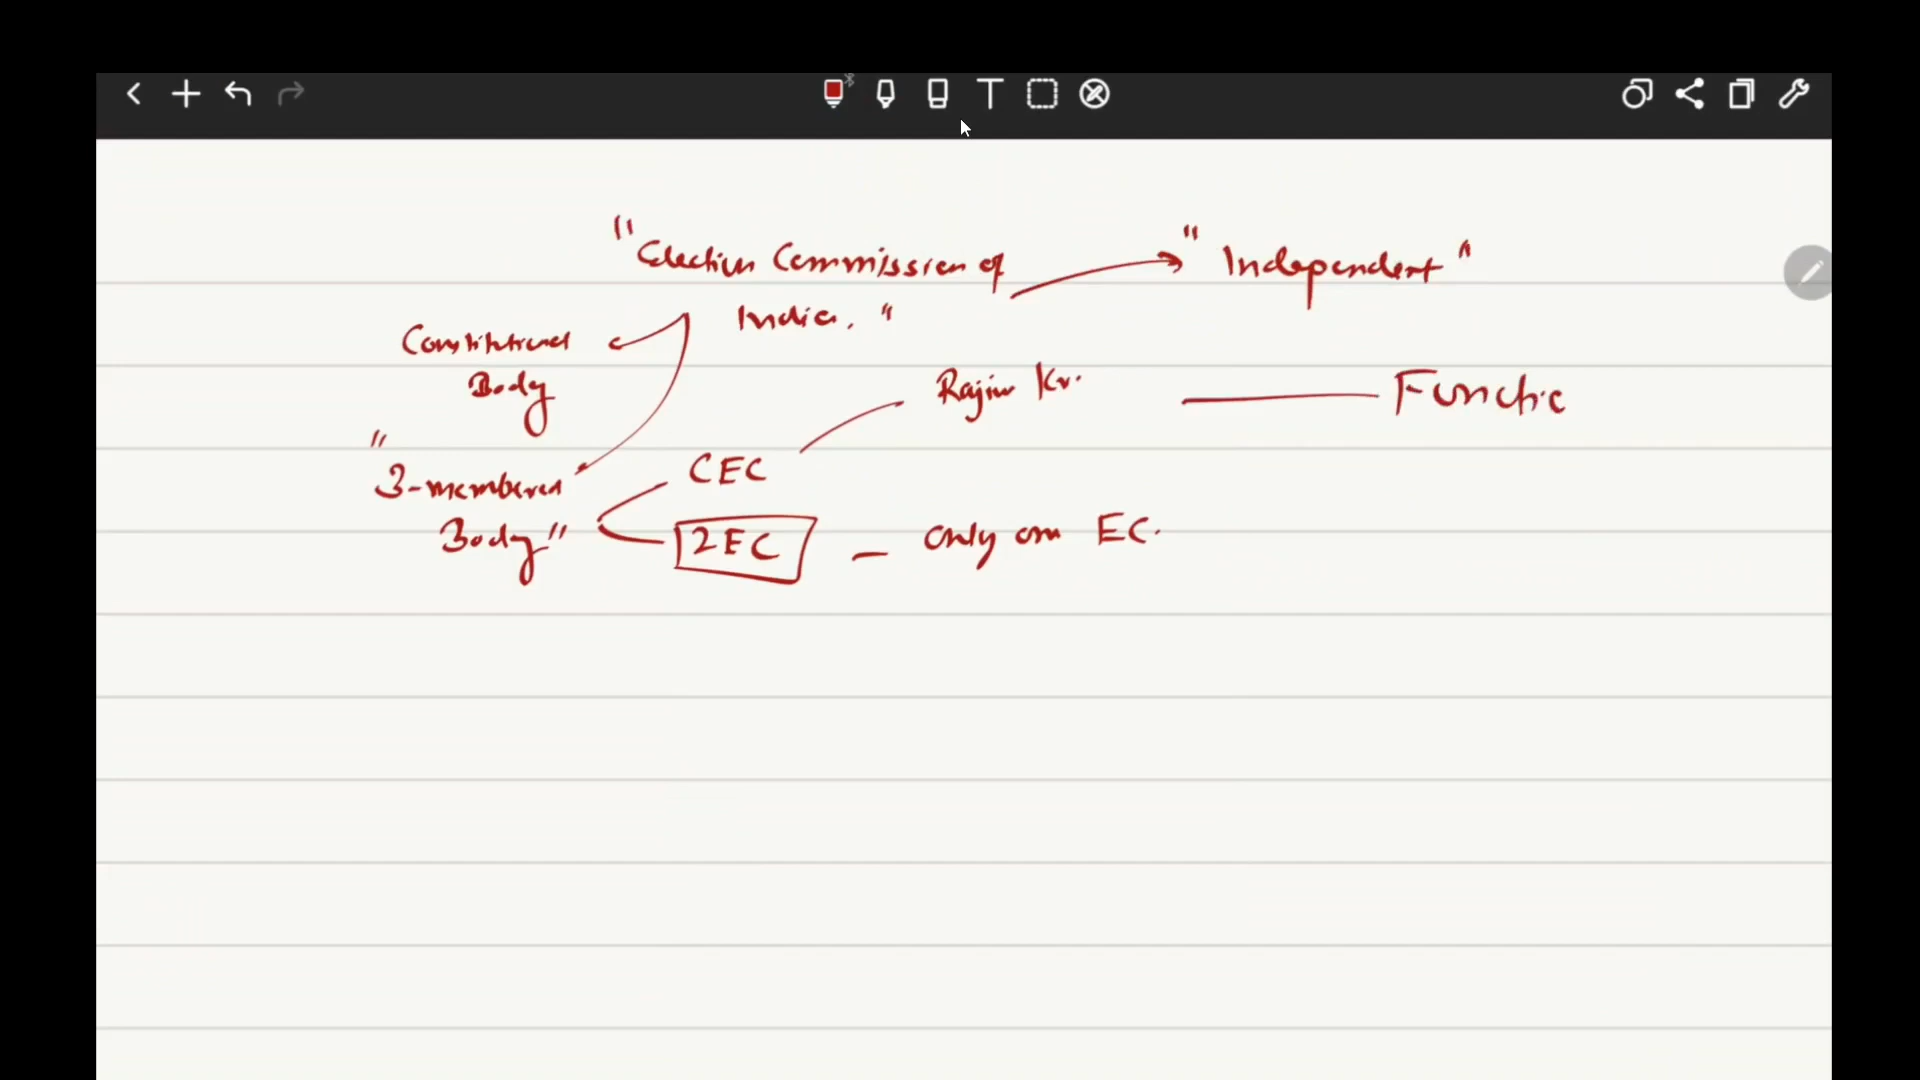 "Election Commission of
India."
"Independent"
Constitutional
Body
Rajiv Kr.
Functio
"3-membered
Body"
CEC
2EC
- only one EC.